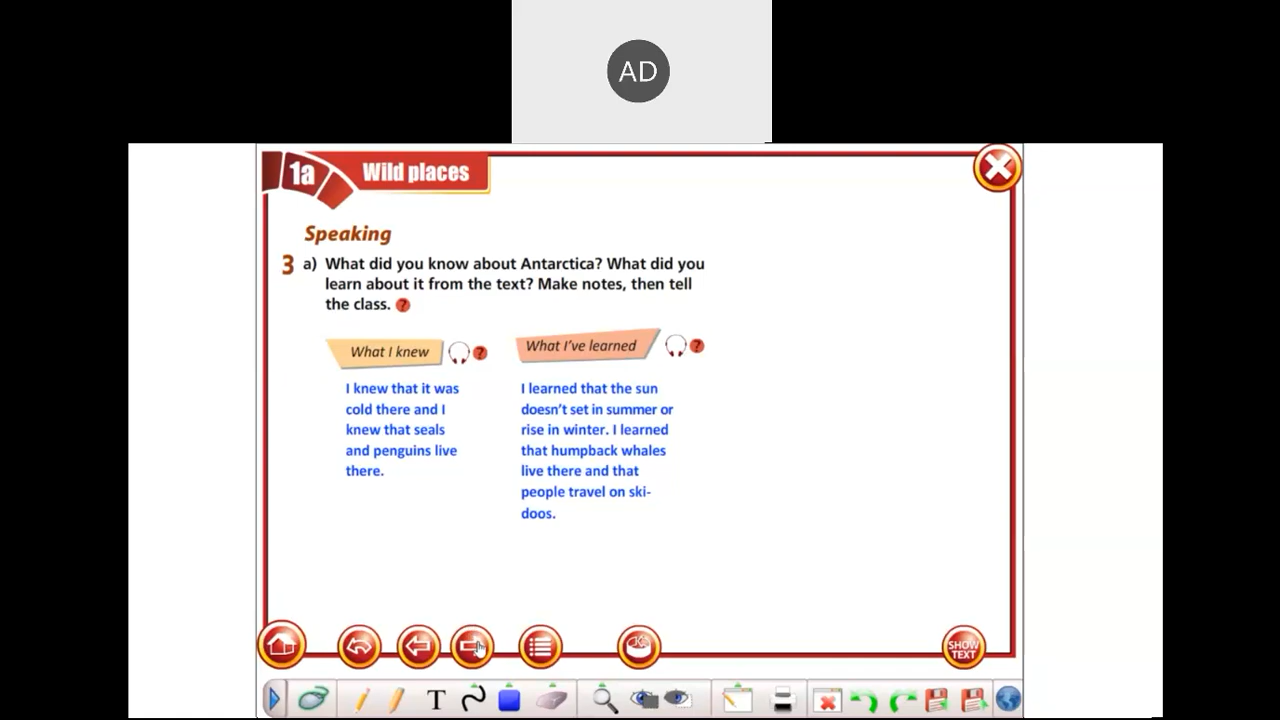 AD
1a Wild places
Speaking
3 a) What did you know about Antarctica? What did you
learn about it from the text? Make notes, then tell
the class. ?
What I knew ?
I knew that it was
cold there and I
knew that seals
and penguins live
there.
What I've learned ?
I learned that the sun
doesn't set in summer or
rise in winter. I learned
that humpback whales
live there and that
people travel on ski-
doos.
SHOW
TEXT
T